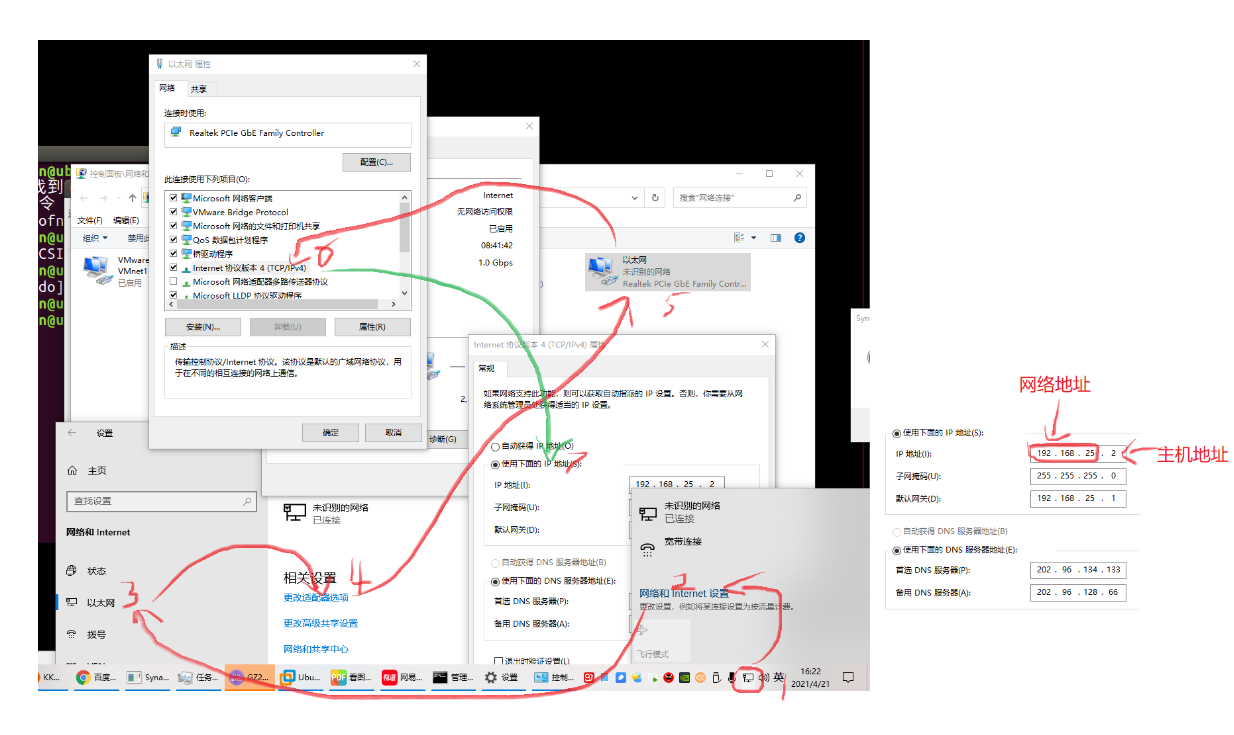 以太网 属性
网络
共享
连接时使用:
Realtek PCIe GbE Family Controller
配置(C)...
此连接使用下列项目(O):
Microsoft 网络客户端
VMware Bridge Protocol
Microsoft 网络的文件和打印机共享
QoS 数据包计划程序
桥驱动程序
Internet 协议版本 4 (TCP/IPv4)
Microsoft 网络适配器多路传送器协议
Microsoft LLDP 协议驱动程序
安装(N)...
卸载(U)
属性(R)
描述
传输控制协议/Internet 协议。该协议是默认的广域网络协议，用
于在不同的相互连接的网络上通信。
确定
取消
n@ub
找到
令
ofn
n@u
CSI
n@u
do]
n@u
n@u
控制面板\网络和
文件(F)
编辑(E)
组织
禁用此
VMware
VMnet1
已启用
Internet
无网络访问权限
已启用
08:41:42
1.0 Gbps
诊断(G)
搜索"网络连接"
以太网
未识别的网络
Realtek PCIe GbE Family Contr...
6
5
Syn
Internet 协议版本 4 (TCP/IPv4) 属性
常规
如果网络支持此功能，则可以获取自动指派的 IP 设置。否则，你需要从网
络系统管理员处获得适当的 IP 设置。
自动获得 IP 地址(O)
使用下面的 IP 地址(S):
IP 地址(I):
192 . 168 . 25 . 2
子网掩码(U):
默认网关(D):
自动获得 DNS 服务器地址(B)
使用下面的 DNS 服务器地址(E):
首选 DNS 服务器(P):
备用 DNS 服务器(A):
退出时验证设置(L)
7
设置
主页
查找设置
网络和 Internet
状态
以太网
拨号
3
未识别的网络
已连接
相关设置
更改适配器选项
更改高级共享设置
网络和共享中心
4
未识别的网络
已连接
宽带连接
网络和 Internet 设置
更改设置，例如将某连接设置为按流量计费。
飞行模式
2
KK...
百度...
Syna...
任务...
GZ2...
Ubu...
看图...
网易...
管理...
设置
控制...
英
16:22
2021/4/21
1
网络地址
主机地址
使用下面的 IP 地址(S):
IP 地址(I):
192 . 168 . 25 . 2
子网掩码(U):
255 . 255 . 255 . 0
默认网关(D):
192 . 168 . 25 . 1
自动获得 DNS 服务器地址(B)
使用下面的 DNS 服务器地址(E):
首选 DNS 服务器(P):
202 . 96 . 134 . 133
备用 DNS 服务器(A):
202 . 96 . 128 . 66